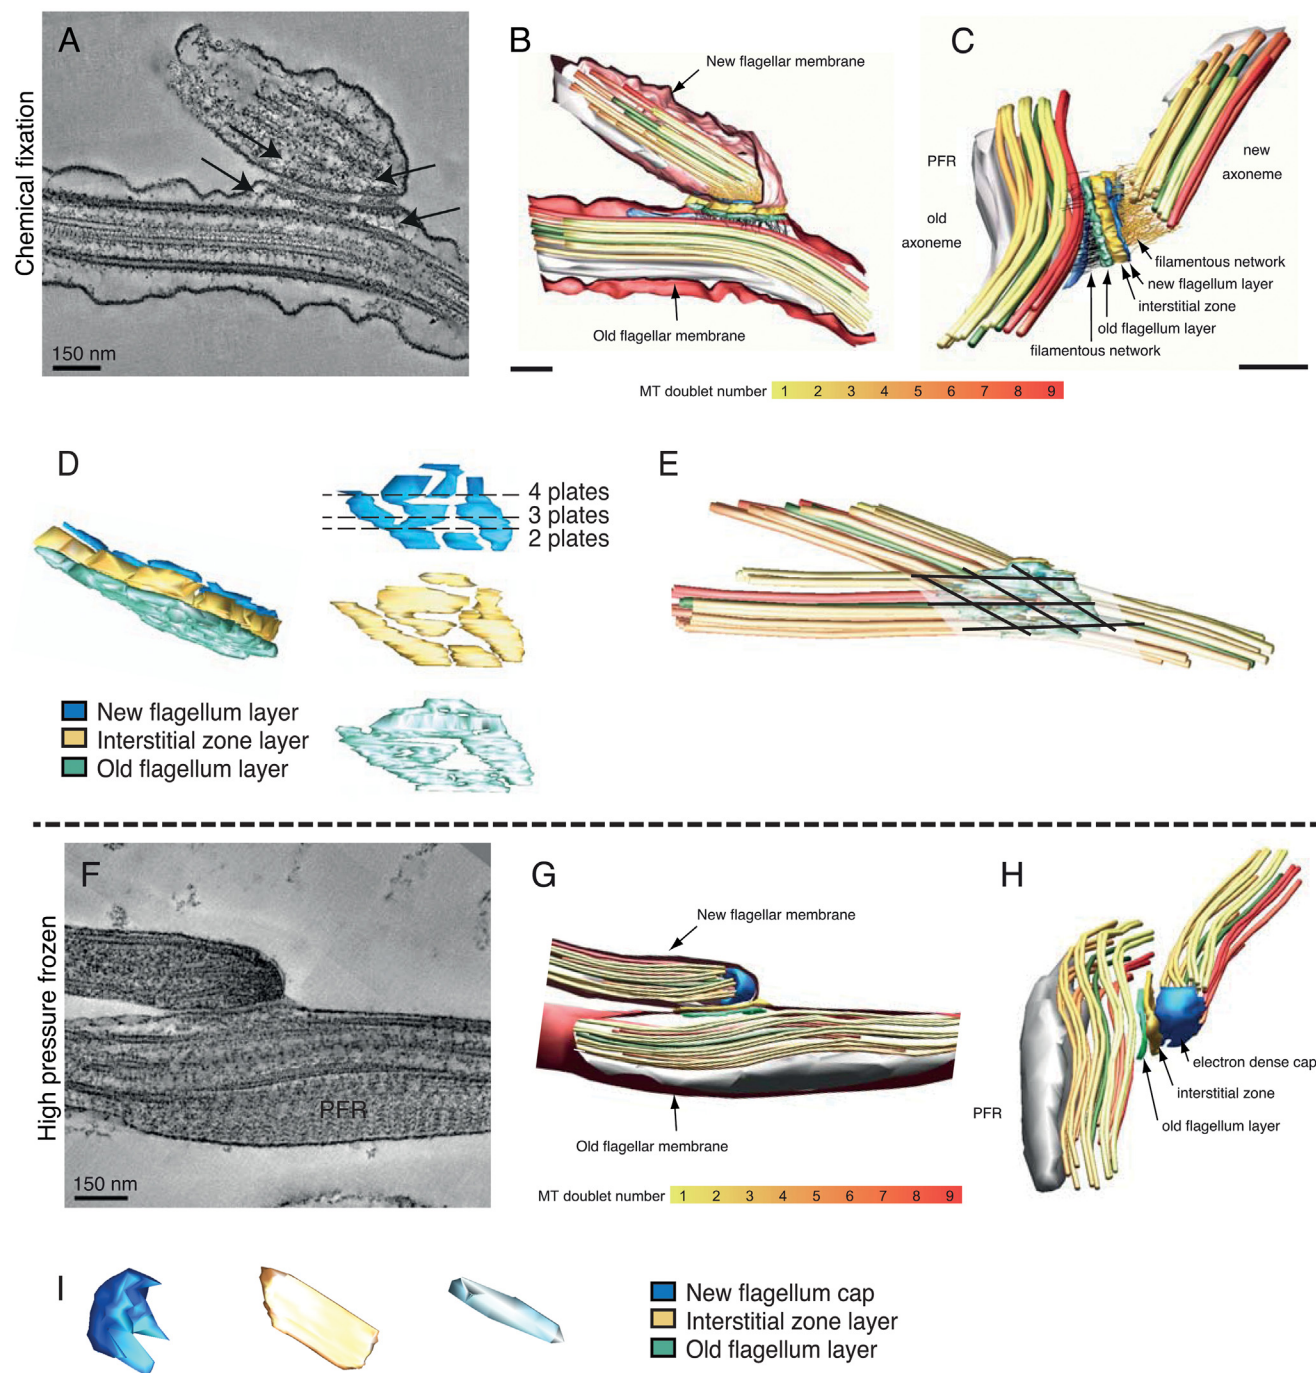 Chemical fixation
A
150 nm
B
New flagellar membrane
Old flagellar membrane
C
PFR
old
axoneme
new
axoneme
filamentous network
new flagellum layer
interstitial zone
old flagellum layer
filamentous network
MT doublet number 1 2 3 4 5 6 7 8 9
D
4 plates
3 plates
2 plates
New flagellum layer
Interstitial zone layer
Old flagellum layer
E
High pressure frozen
F
PFR
150 nm
G
New flagellar membrane
Old flagellar membrane
MT doublet number 1 2 3 4 5 6 7 8 9
H
PFR
electron dense cap
interstitial zone
old flagellum layer
I
New flagellum cap
Interstitial zone layer
Old flagellum layer